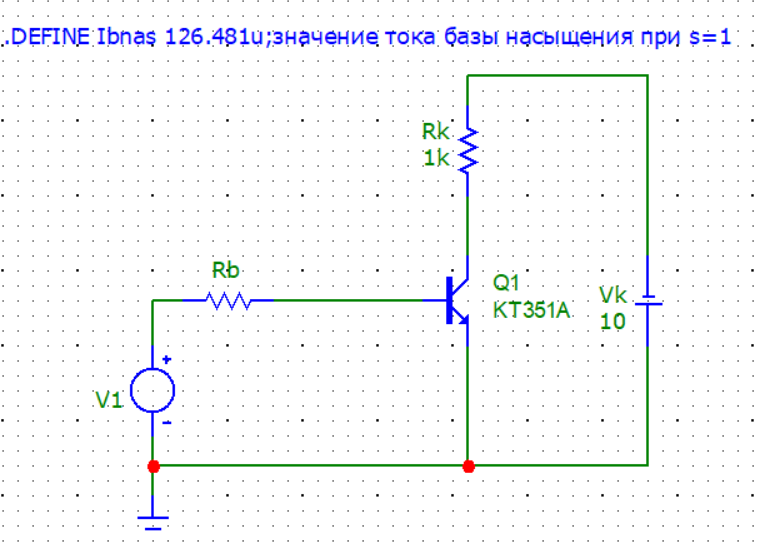 .DEFINE Ibnas 126.481u;значение тока базы насыщения при s=1
Rk
1k
Rb
Q1
KT351A
Vk
10
V1
+
-